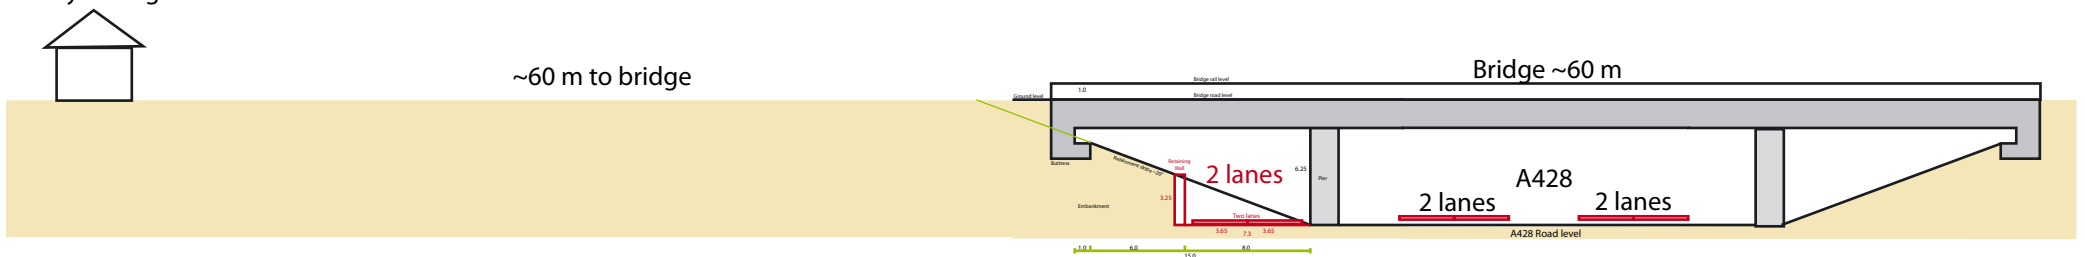 ~60 m to bridge
Bridge ~60 m
Bridge rail level
1.0
Ground level
Bridge road level
Buttress
Retaining
Wall
2 lanes
6.25
Pier
A428
2 lanes
2 lanes
3.25
Embankment
Two lanes
3.65
7.3
3.65
A428 Road level
1.0
6.0
8.0
15.0